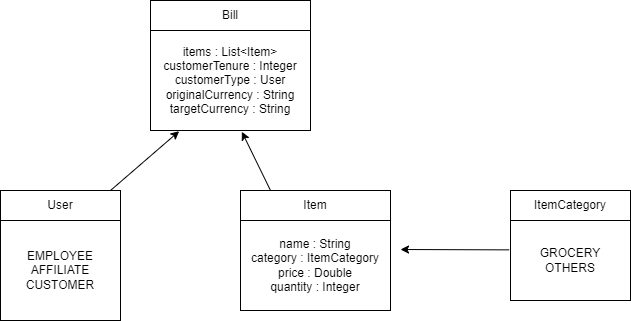 Bill
items : List<Item>
customerTenure : Integer
customerType : User
originalCurrency : String
targetCurrency : String
User
EMPLOYEE
AFFILIATE
CUSTOMER
Item
name : String
category : ItemCategory
price : Double
quantity : Integer
ItemCategory
GROCERY
OTHERS